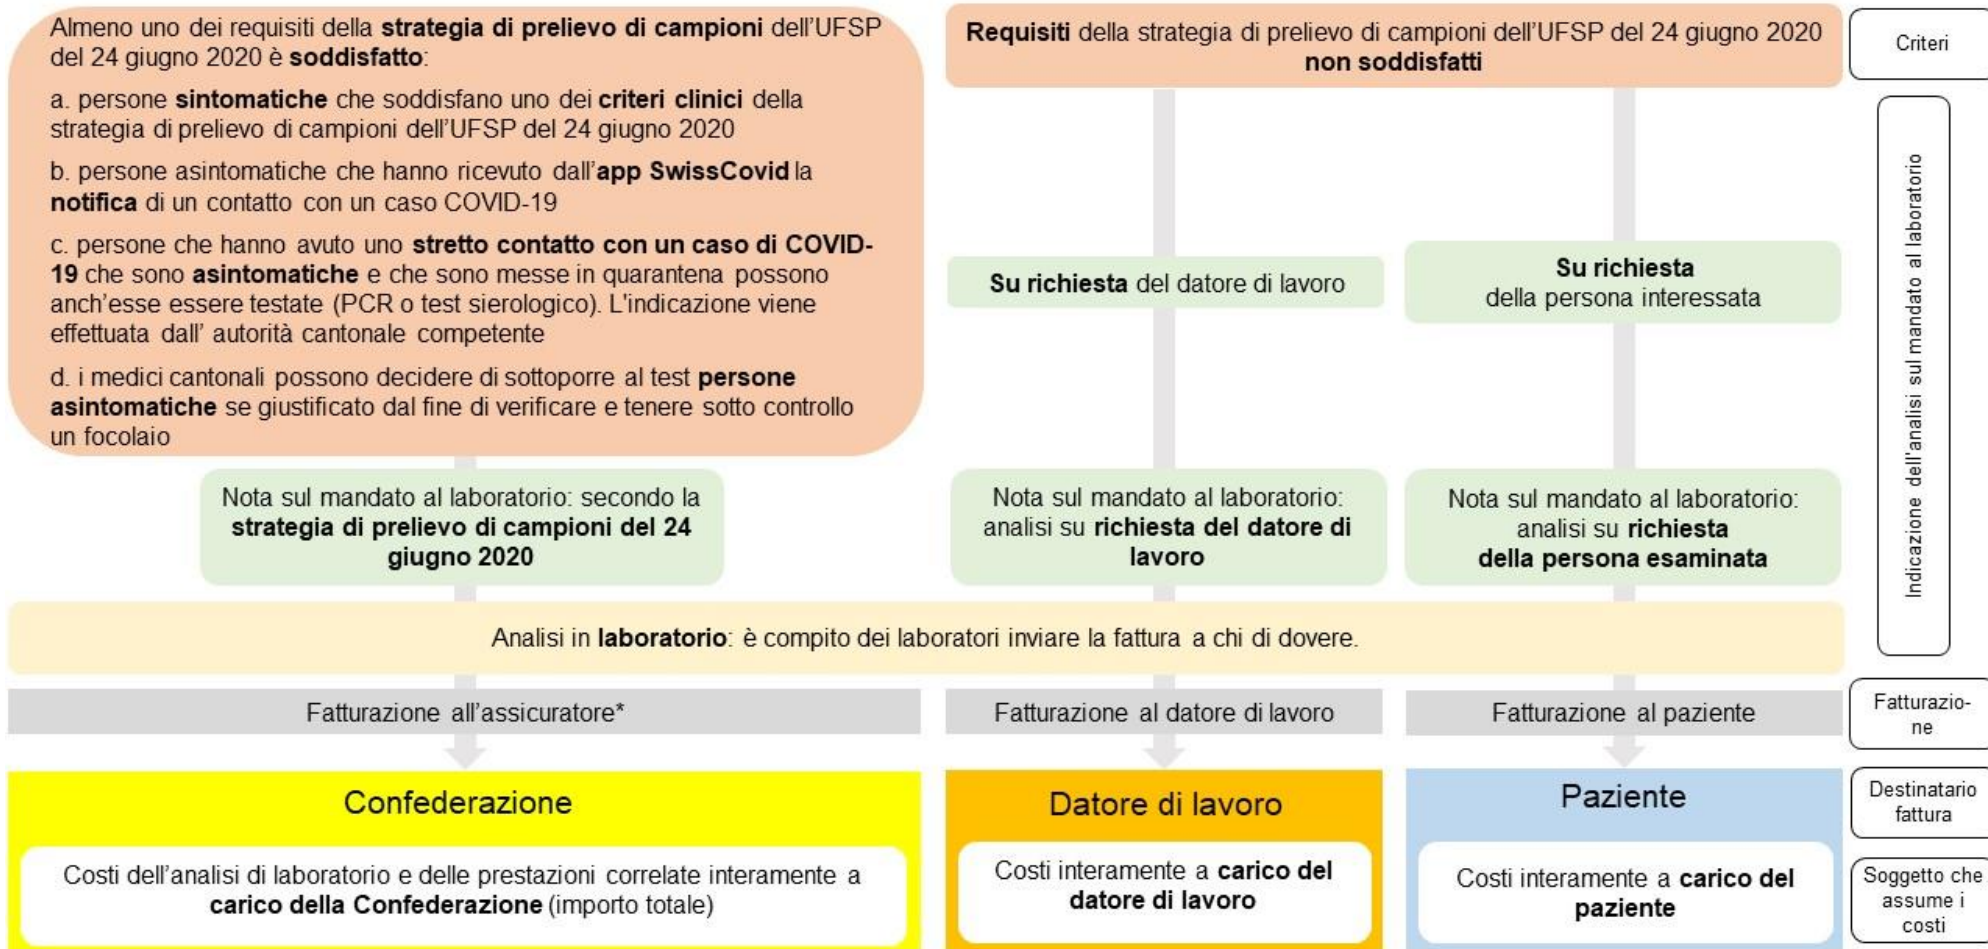 Almeno uno dei requisiti della strategia di prelievo di campioni dell'UFSP
del 24 giugno 2020 è soddisfatto:
a. persone sintomatiche che soddisfano uno dei criteri clinici della
strategia di prelievo di campioni dell'UFSP del 24 giugno 2020
b. persone asintomatiche che hanno ricevuto dall'app SwissCovid la
notifica di un contatto con un caso COVID-19
c. persone che hanno avuto uno stretto contatto con un caso di COVID-
19 che sono asintomatiche e che sono messe in quarantena possono
anch'esse essere testate (PCR o test sierologico). L'indicazione viene
effettuata dall' autorità cantonale competente
d. i medici cantonali possono decidere di sottoporre al test persone
asintomatiche se giustificato dal fine di verificare e tenere sotto controllo
un focolaio
Requisiti della strategia di prelievo di campioni dell'UFSP del 24 giugno 2020
non soddisfatti
Criteri
Su richiesta del datore di lavoro
Su richiesta
della persona interessata
Indicazione dell'analisi sul mandato al laboratorio
Nota sul mandato al laboratorio: secondo la
strategia di prelievo di campioni del 24
giugno 2020
Nota sul mandato al laboratorio:
analisi su richiesta del datore di
lavoro
Nota sul mandato al laboratorio:
analisi su richiesta
della persona esaminata
Analisi in laboratorio: è compito dei laboratori inviare la fattura a chi di dovere.
Fatturazione all'assicuratore*
Fatturazione al datore di lavoro
Fatturazione al paziente
Fatturazio-
ne
Confederazione
Datore di lavoro
Paziente
Destinatario
fattura
Costi dell'analisi di laboratorio e delle prestazioni correlate interamente a
carico della Confederazione (importo totale)
Costi interamente a carico del
datore di lavoro
Costi interamente a carico del
paziente
Soggetto che
assume i
costi